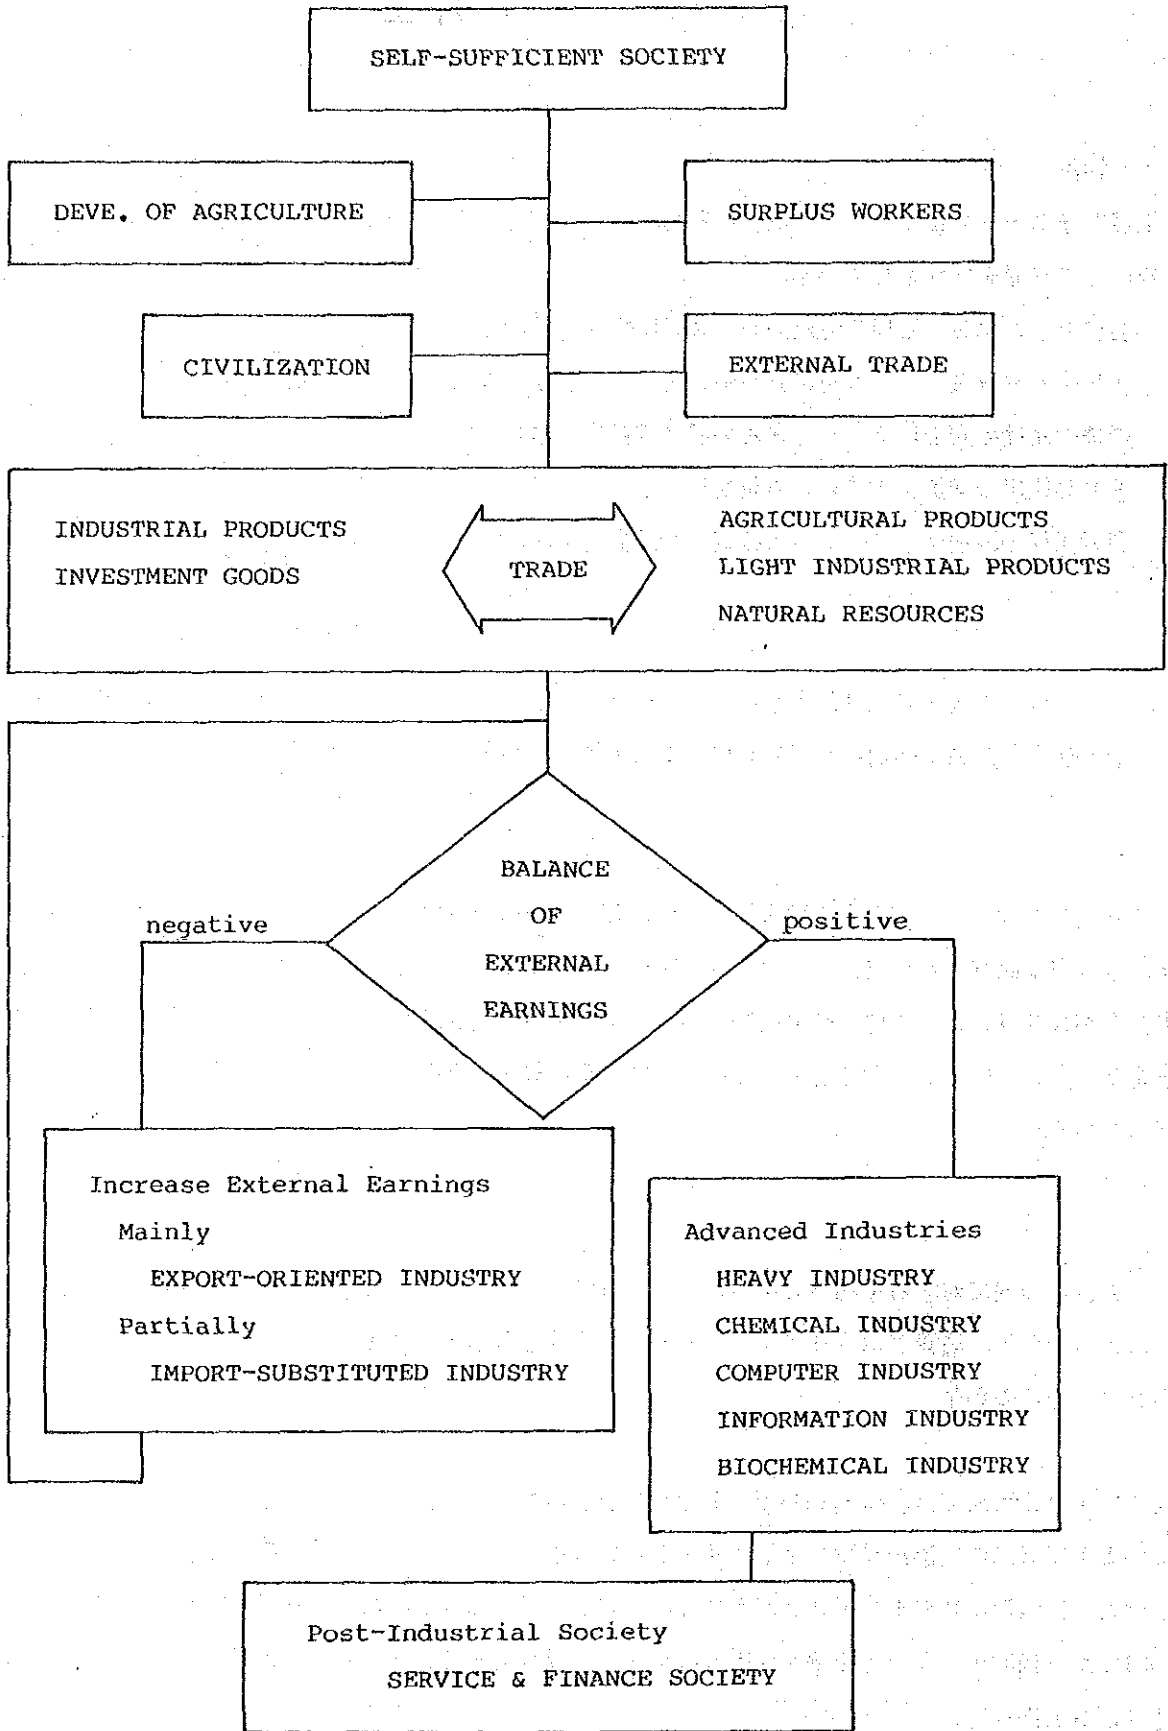 SELF-SUFFICIENT SOCIETY
DEVE. OF AGRICULTURE
SURPLUS WORKERS
CIVILIZATION
EXTERNAL TRADE
INDUSTRIAL PRODUCTS
INVESTMENT GOODS
TRADE
AGRICULTURAL PRODUCTS
LIGHT INDUSTRIAL PRODUCTS
NATURAL RESOURCES
BALANCE
OF
EXTERNAL
EARNINGS
negative
positive
Increase External Earnings
Mainly
EXPORT-ORIENTED INDUSTRY
Partially
IMPORT-SUBSTITUTED INDUSTRY
Advanced Industries
HEAVY INDUSTRY
CHEMICAL INDUSTRY
COMPUTER INDUSTRY
INFORMATION INDUSTRY
BIOCHEMICAL INDUSTRY
Post-Industrial Society
SERVICE & FINANCE SOCIETY